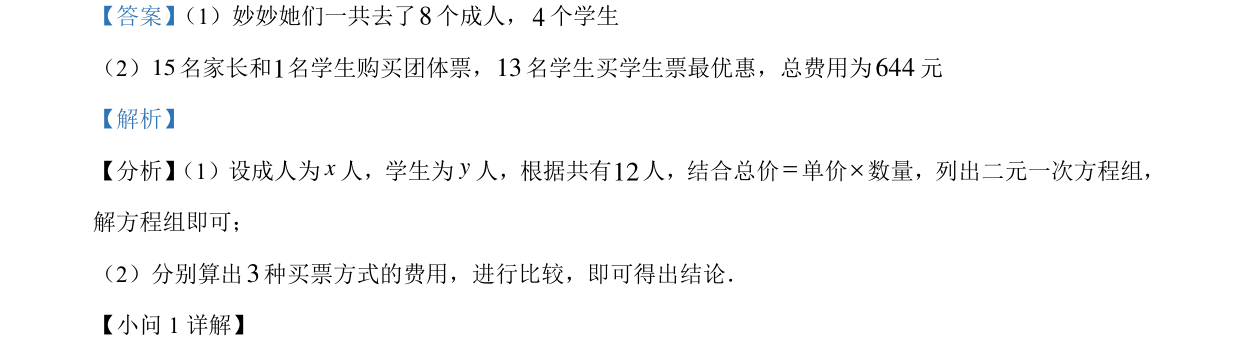 【答案】（1）妙妙她们一共去了8个成人，4个学生
（2）15名家长和1名学生购买团体票，13名学生买学生票最优惠，总费用为644元
【解析】
【分析】（1）设成人为x人，学生为y人，根据共有12人，结合总价=单价×数量，列出二元一次方程组，
解方程组即可；
（2）分别算出3种买票方式的费用，进行比较，即可得出结论．
【小问1详解】